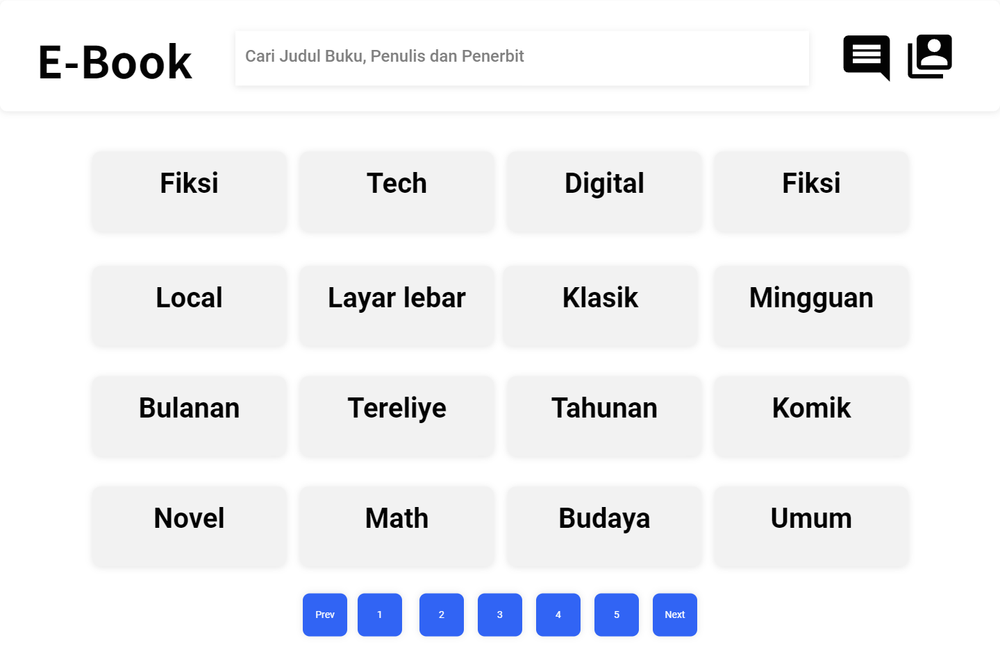 E-Book
Cari Judul Buku, Penulis dan Penerbit
Fiksi
Tech
Digital
Fiksi
Local
Layar lebar
Klasik
Mingguan
Bulanan
Tereliye
Tahunan
Komik
Novel
Math
Budaya
Umum
Prev
1
2
3
4
5
Next